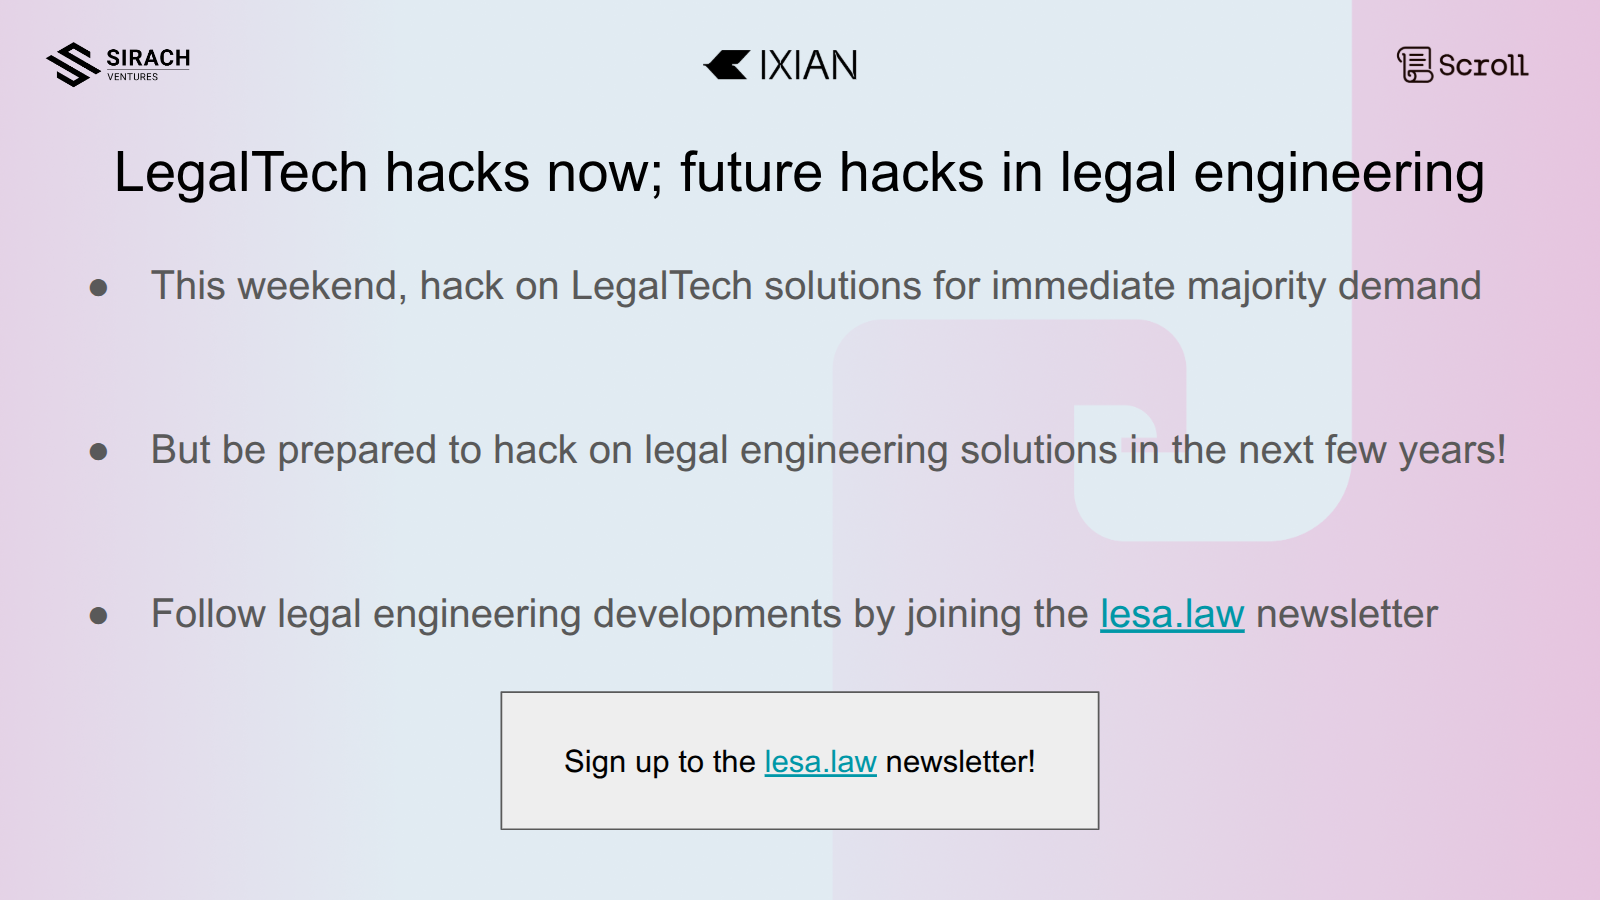 SIRACH
VENTURES
IXIAN
Scroll
LegalTech hacks now; future hacks in legal engineering
● This weekend, hack on LegalTech solutions for immediate majority demand
● But be prepared to hack on legal engineering solutions in the next few years!
● Follow legal engineering developments by joining the lesa.law newsletter
Sign up to the lesa.law newsletter!